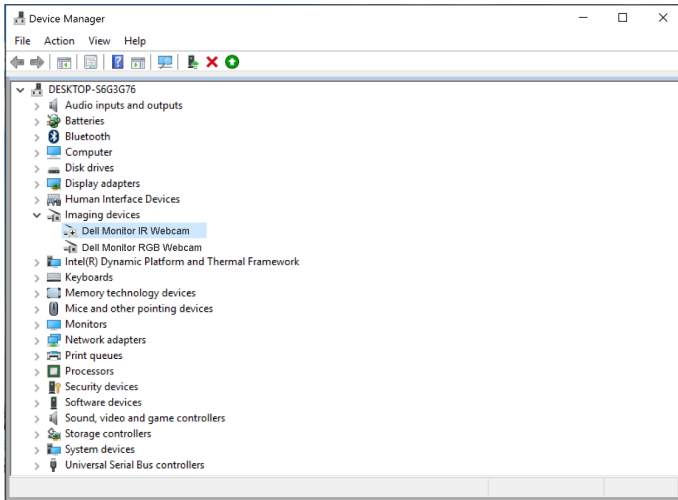 Device Manager
File Action View Help
DESKTOP-S6G3G76
Audio inputs and outputs
Batteries
Bluetooth
Computer
Disk drives
Display adapters
Human Interface Devices
Imaging devices
Dell Monitor IR Webcam
Dell Monitor RGB Webcam
Intel(R) Dynamic Platform and Thermal Framework
Keyboards
Memory technology devices
Mice and other pointing devices
Monitors
Network adapters
Print queues
Processors
Security devices
Software devices
Sound, video and game controllers
Storage controllers
System devices
Universal Serial Bus controllers